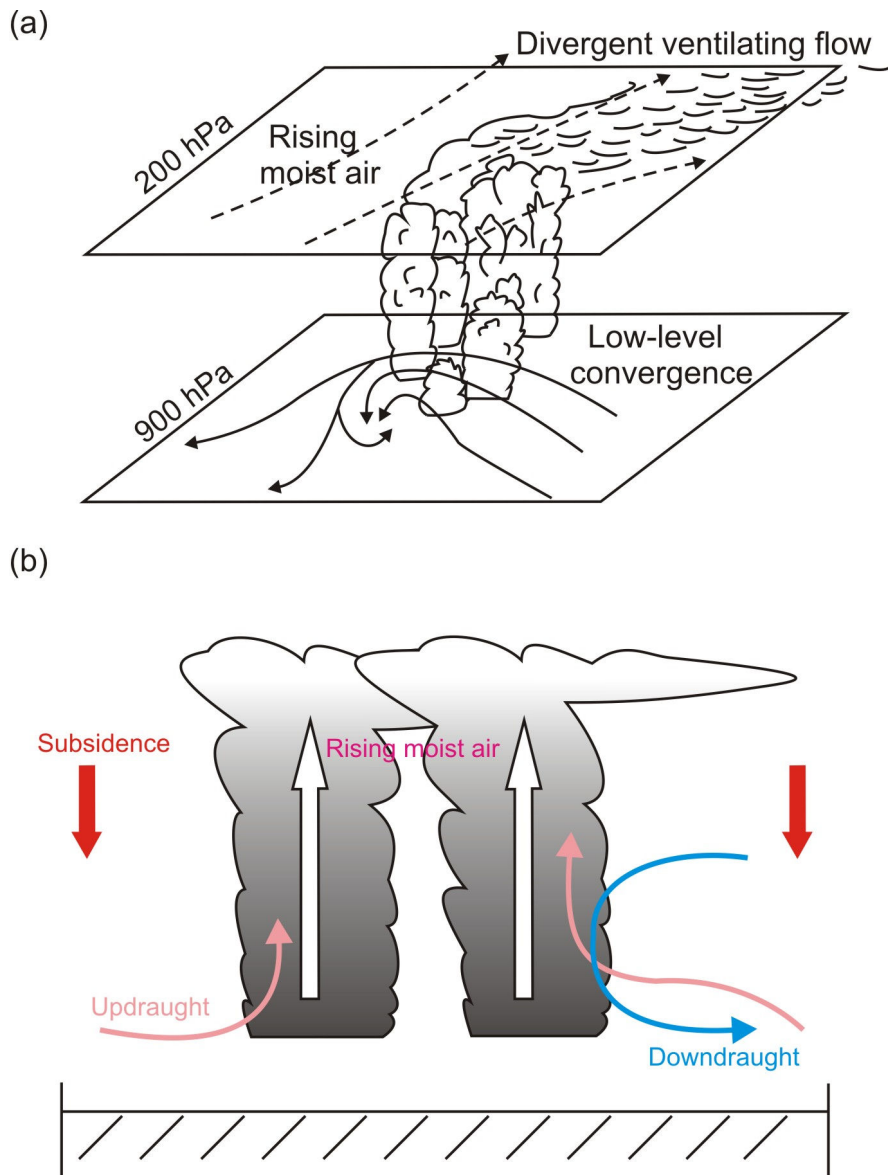 (a)
Divergent ventilating flow
200 hPa
Rising
moist air
Low-level
convergence
900 hPa
(b)
Subsidence
Rising moist air
Updraught
Downdraught